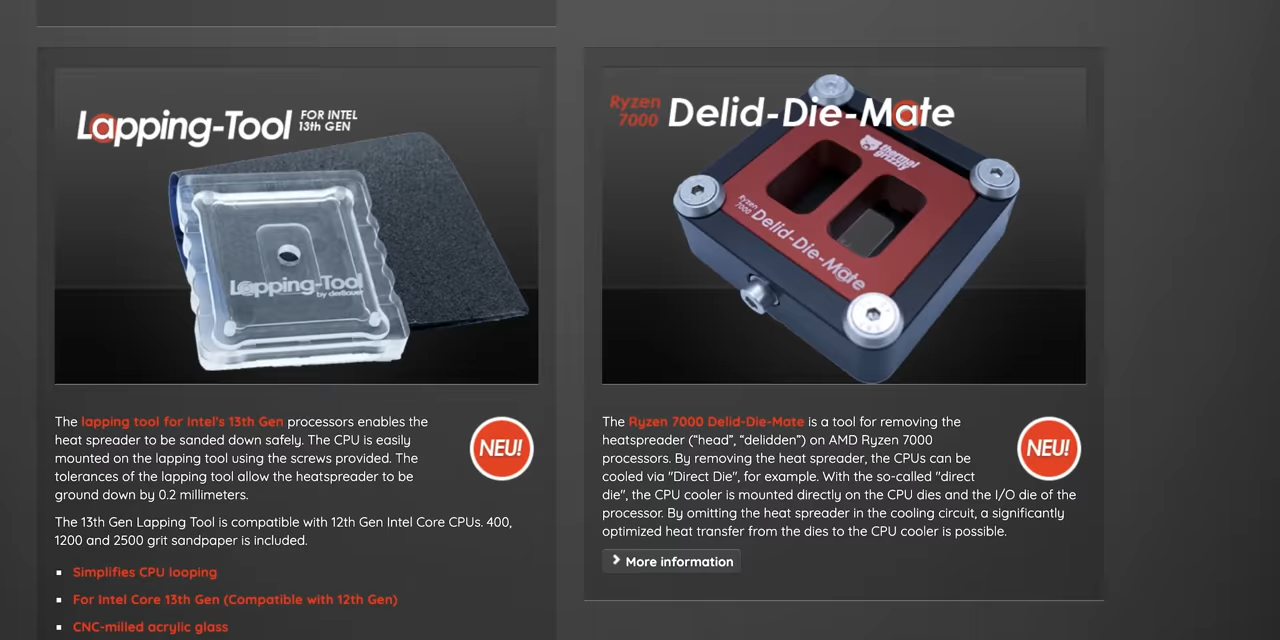 Lapping-Tool FOR INTEL
13th GEN
Lapping-Tool
by der8auer
The lapping tool for Intel's 13th Gen processors enables the
heat spreader to be sanded down safely. The CPU is easily
mounted on the lapping tool using the screws provided. The
tolerances of the lapping tool allow the heatspreader to be
ground down by 0.2 millimeters.
NEU!
The 13th Gen Lapping Tool is compatible with 12th Gen Intel Core CPUs. 400,
1200 and 2500 grit sandpaper is included.
Simplifies CPU looping
For Intel Core 13th Gen (Compatible with 12th Gen)
CNC-milled acrylic glass
Ryzen
7000 Delid-Die-Mate
thermal
grizzly
Ryzen
7000 Delid-Die-Mate
The Ryzen 7000 Delid-Die-Mate is a tool for removing the
heatspreader (“head”, “delidden”) on AMD Ryzen 7000
processors. By removing the heat spreader, the CPUs can be
cooled via "Direct Die", for example. With the so-called "direct
die", the CPU cooler is mounted directly on the CPU dies and the I/O die of the
processor. By omitting the heat spreader in the cooling circuit, a significantly
optimized heat transfer from the dies to the CPU cooler is possible.
NEU!
More information